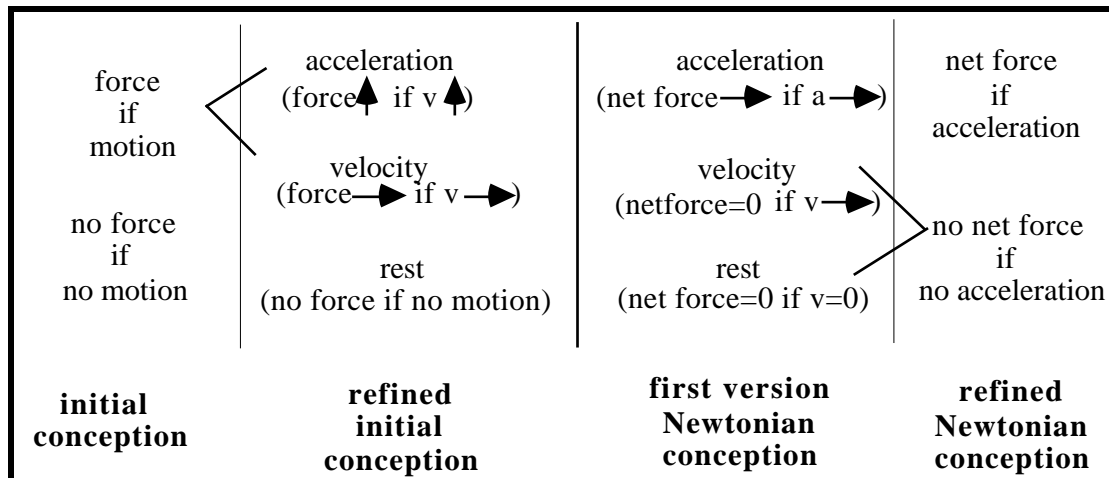 force
if
motion
no force
if
no motion
initial
conception
acceleration
(force if v )
velocity
(force if v )
rest
(no force if no motion)
refined
initial
conception
acceleration
(net force if a )
velocity
(netforce=0 if v )
rest
(net force=0 if v=0)
first version
Newtonian
conception
net force
if
acceleration
no net force
if
no acceleration
refined
Newtonian
conception